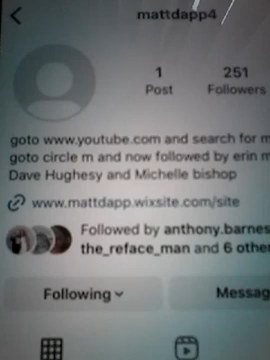 mattdapp4
1
251
Post
Followers
goto www.youtube.com and search for m
goto circle m and now followed by erin m
Dave Hughesy and Michelle bishop
www.mattdapp.wixsite.com/site
Followed by anthony.barnes
the_reface_man and 6 other
Following
Messag